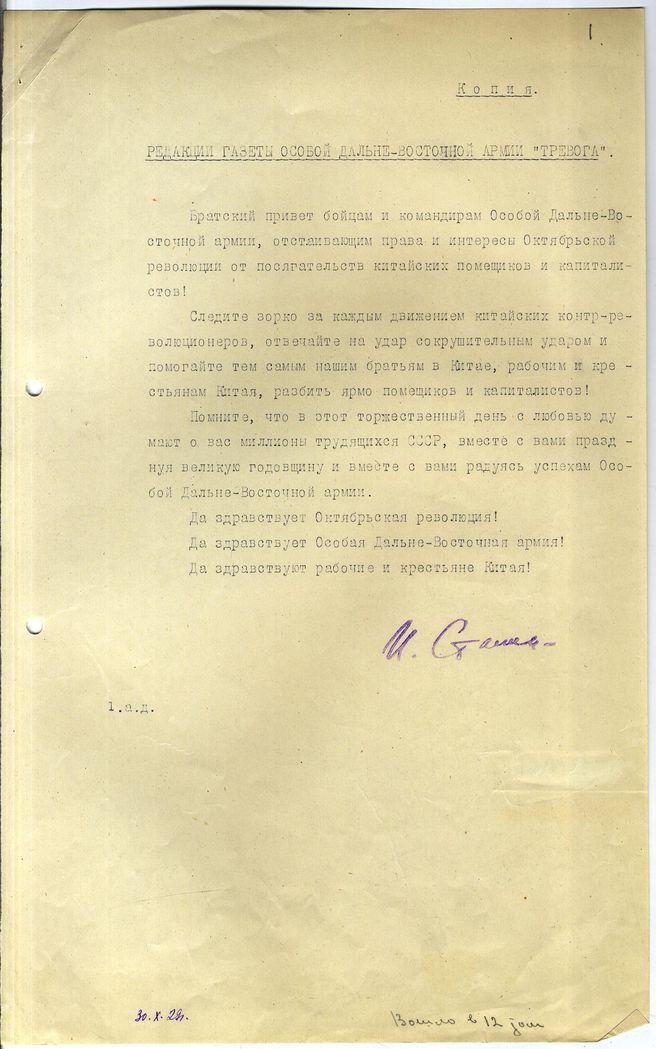 1
Копия.
РЕДАКЦИИ ГАЗЕТЫ ОСОБОЙ ДАЛЬНЕ-ВОСТОЧНОЙ АРМИИ "ТРЕВОГА".
Братский привет бойцам и командирам Особой Дальне-Во-
сточной армии, отстаивающим права и интересы Октябрьской
революции от посягательств китайских помещиков и капитали-
стов!
Следите зорко за каждым движением китайских контр-ре-
волюционеров, отвечайте на удар сокрушительным ударом и
помогайте тем самым нашим братьям в Китае, рабочим и кре-
стьянам Китая, разбить ярмо помещиков и капиталистов!
Помните, что в этот торжественный день с любовью ду-
мают о вас миллионы трудящихся СССР, вместе с вами празд-
нуя великую годовщину и вместе с вами радуясь успехам Осо-
бой Дальне-Восточной армии.
Да здравствует Октябрьская революция!
Да здравствует Особая Дальне-Восточная армия!
Да здравствуют рабочие и крестьяне Китая!
И. Сталин
1.а.д.
30.X.29г.
Вошло в 12 том